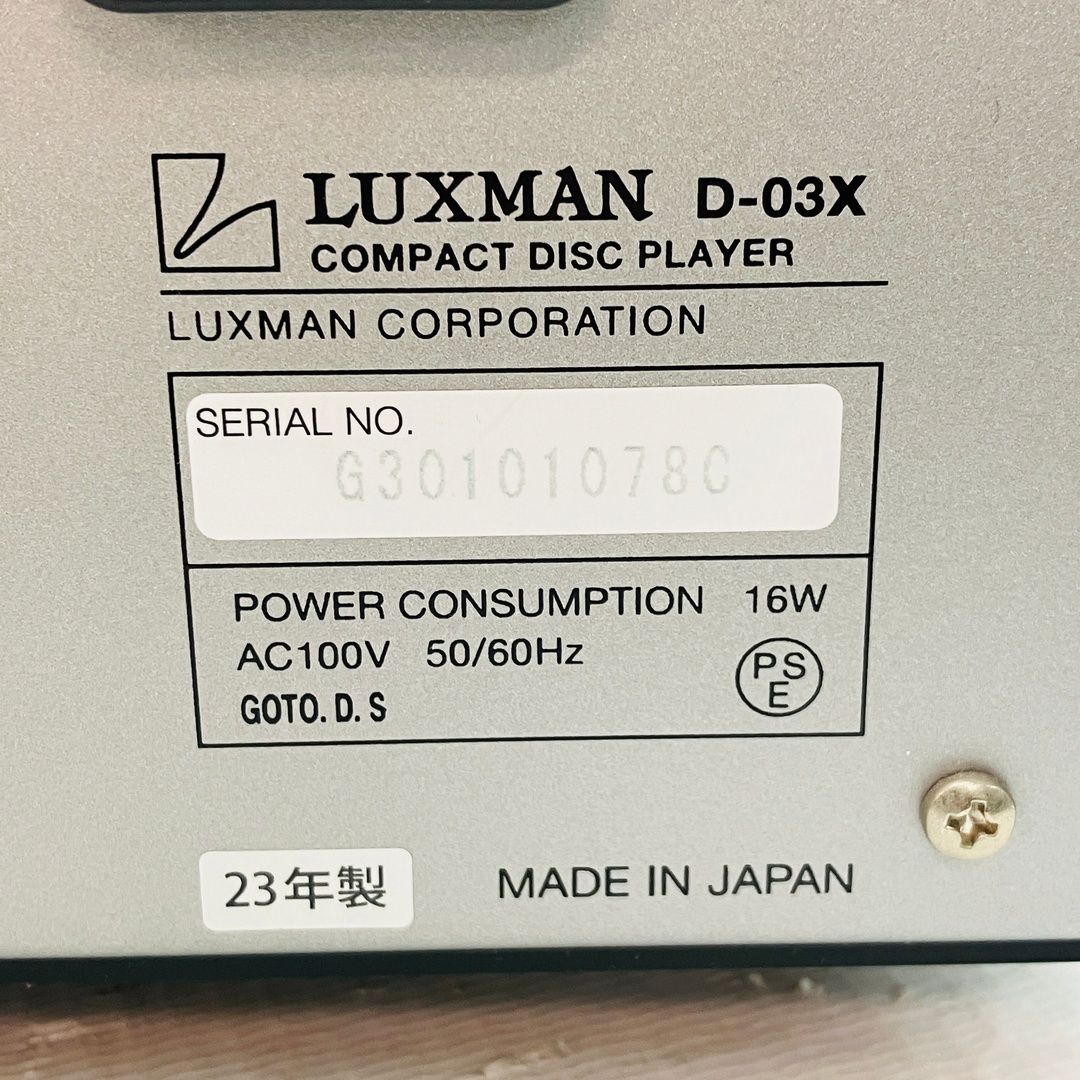 LUXMAN D-03X
COMPACT DISC PLAYER
LUXMAN CORPORATION
SERIAL NO.
G30101078C
POWER CONSUMPTION 16W
AC100V 50/60Hz
PSE
GOTO. D. S
23年製
MADE IN JAPAN